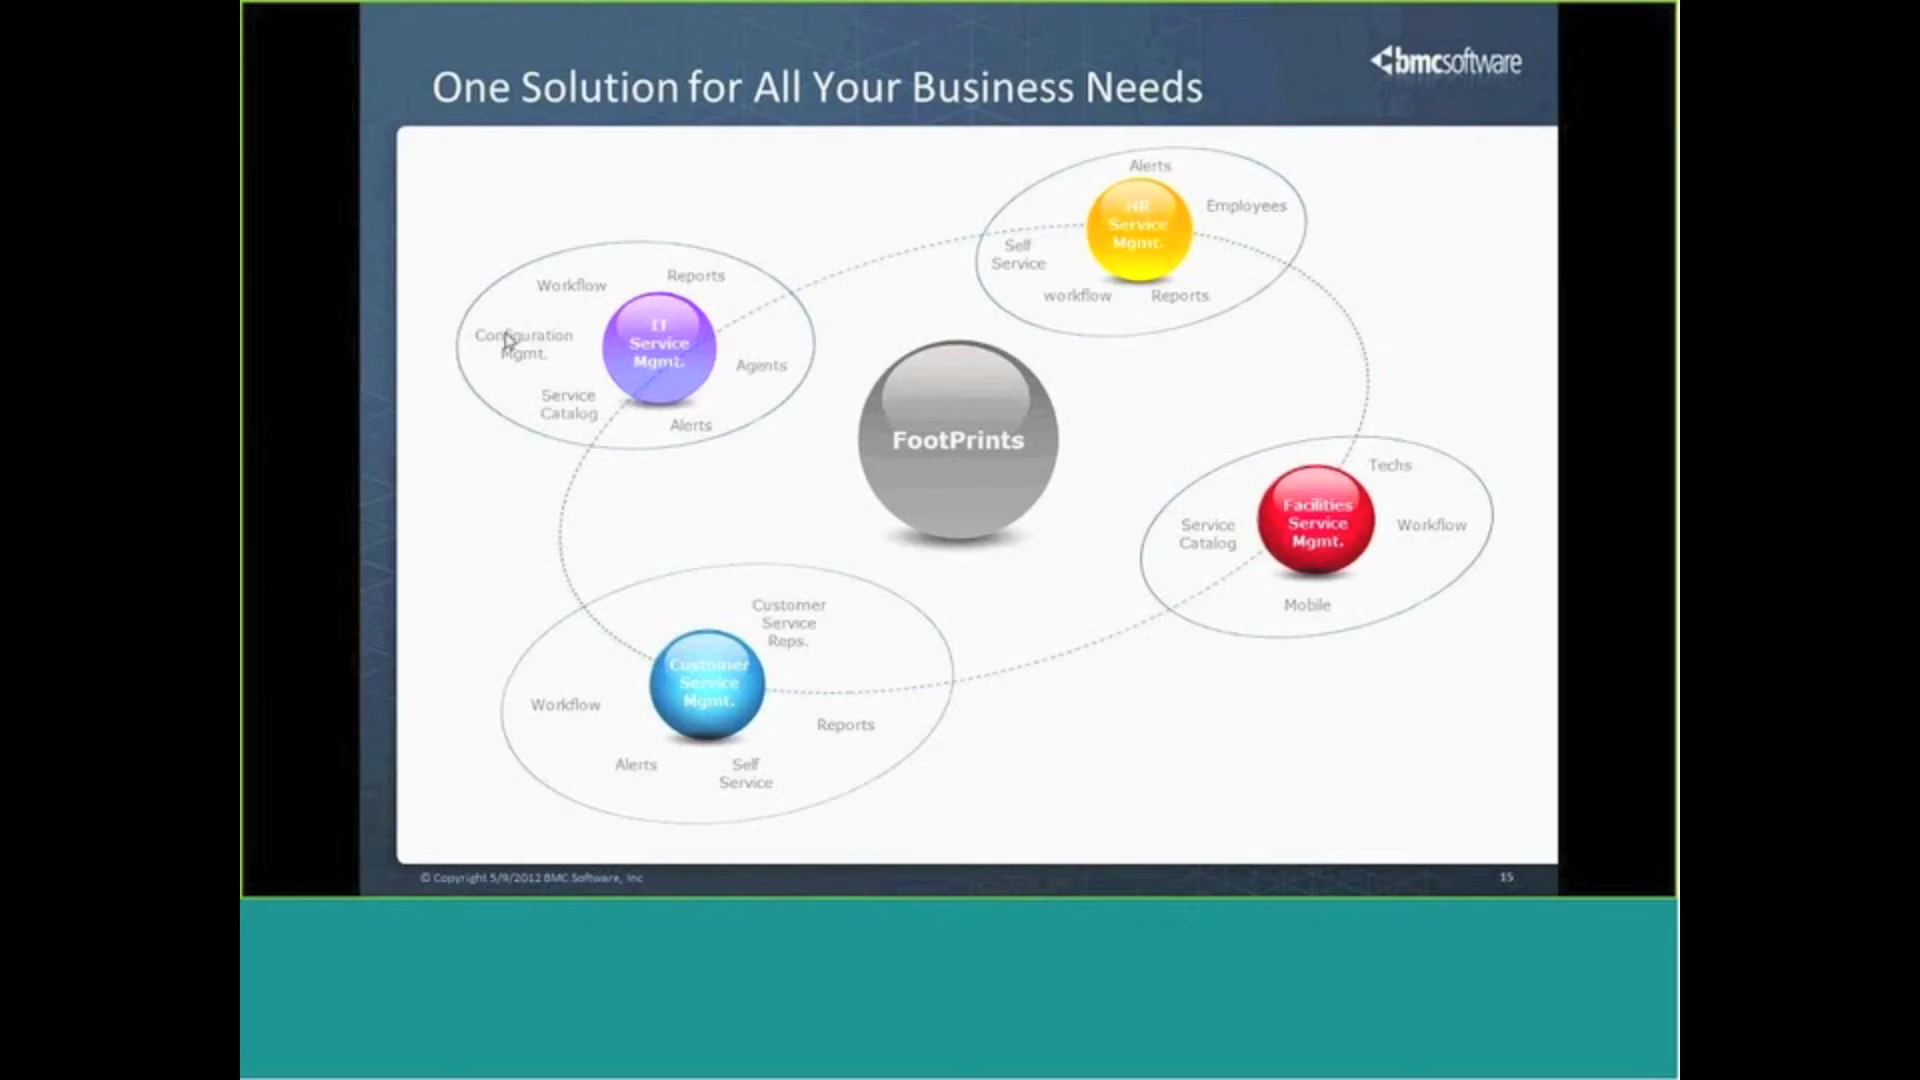 One Solution for All Your Business Needs
bmcsoftware
Alerts
HR
Service
Mgmt.
Employees
Self
Service
workflow
Reports
Workflow
Reports
IT
Service
Mgmt.
Configuration
Mgmt.
Agents
Service
Catalog
Alerts
FootPrints
Techs
Facilities
Service
Mgmt.
Service
Catalog
Workflow
Mobile
Customer
Service
Reps.
Customer
Service
Mgmt.
Workflow
Reports
Alerts
Self
Service
© Copyright 5/9/2012 BMC Software, Inc
15